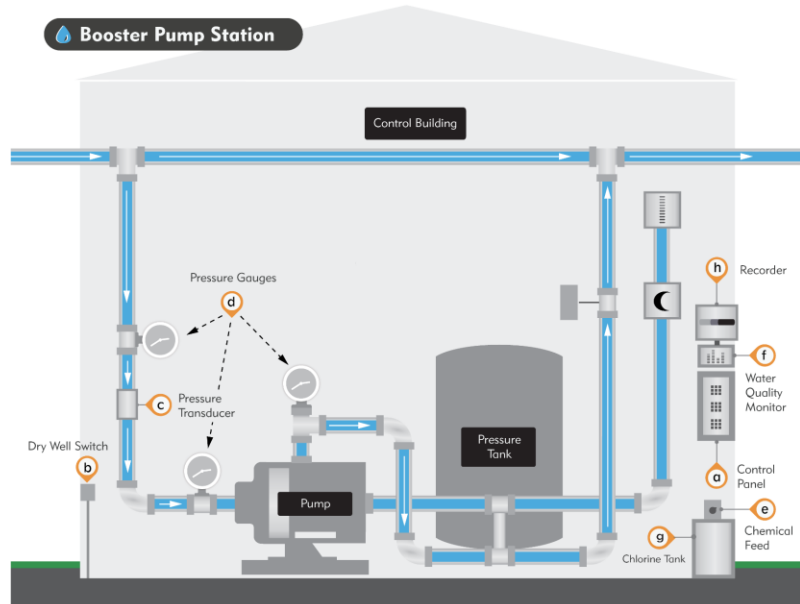 Booster Pump Station
Control Building
Pressure Gauges
d
h
Recorder
f
Water
Quality
Monitor
c
Pressure
Transducer
Dry Well Switch
b
Pressure
Tank
Pump
a
Control
Panel
e
Chemical
Feed
g
Chlorine Tank